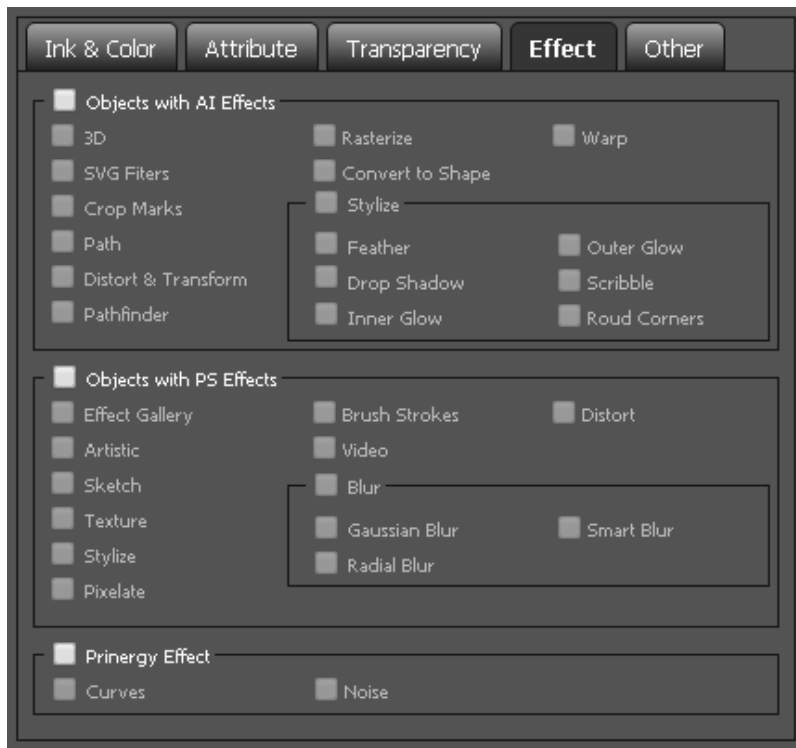 Ink & Color Attribute Transparency Effect Other
Objects with AI Effects
3D Rasterize Warp
SVG Fiters Convert to Shape
Crop Marks Stylize
Path Feather Outer Glow
Distort & Transform Drop Shadow Scribble
Pathfinder Inner Glow Roud Corners
Objects with PS Effects
Effect Gallery Brush Strokes Distort
Artistic Video
Sketch Blur
Texture Gaussian Blur Smart Blur
Stylize Radial Blur
Pixelate
Prinergy Effect
Curves Noise